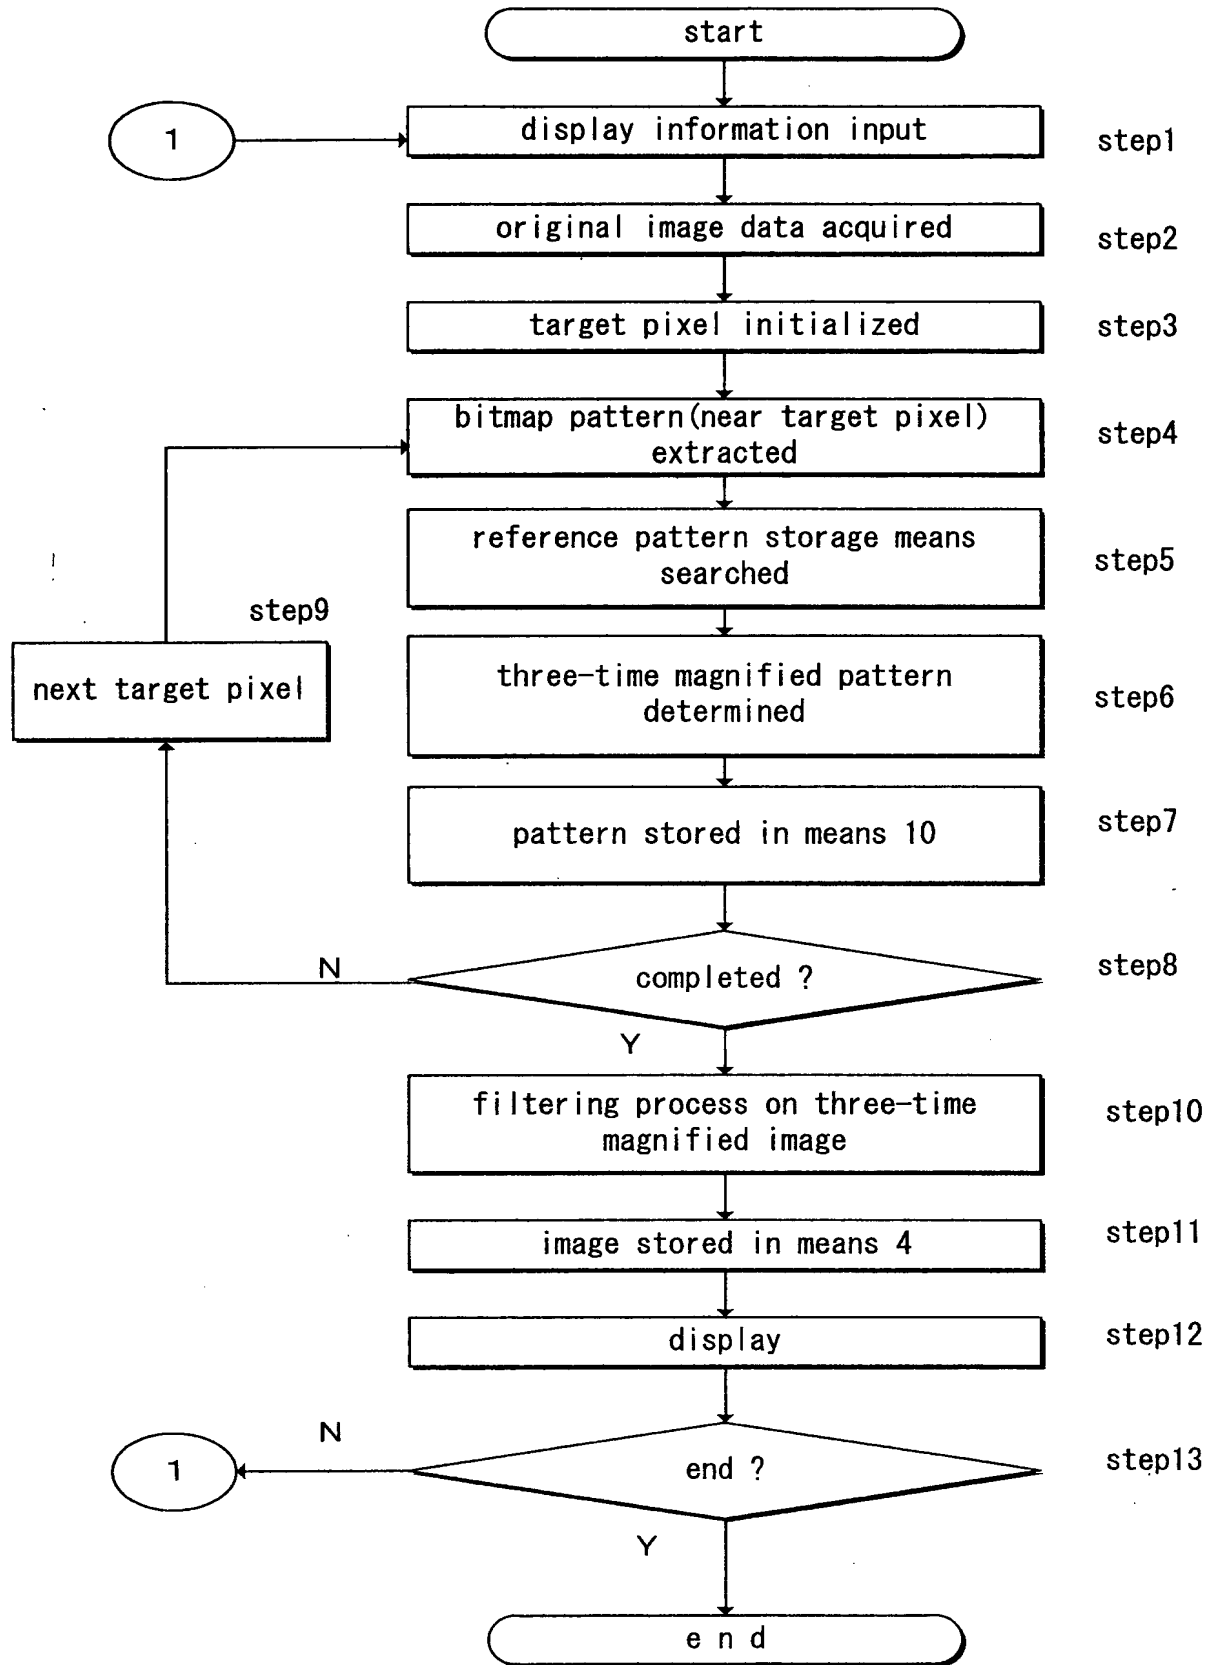 start
1
display information input
step1
original image data acquired
step2
target pixel initialized
step3
bitmap pattern(near target pixel)
extracted
step4
reference pattern storage means
searched
step5
step9
next target pixel
three-time magnified pattern
determined
step6
pattern stored in means 10
step7
N
completed ?
step8
Y
filtering process on three-time
magnified image
step10
image stored in means 4
step11
display
step12
N
1
end ?
step13
Y
e n d